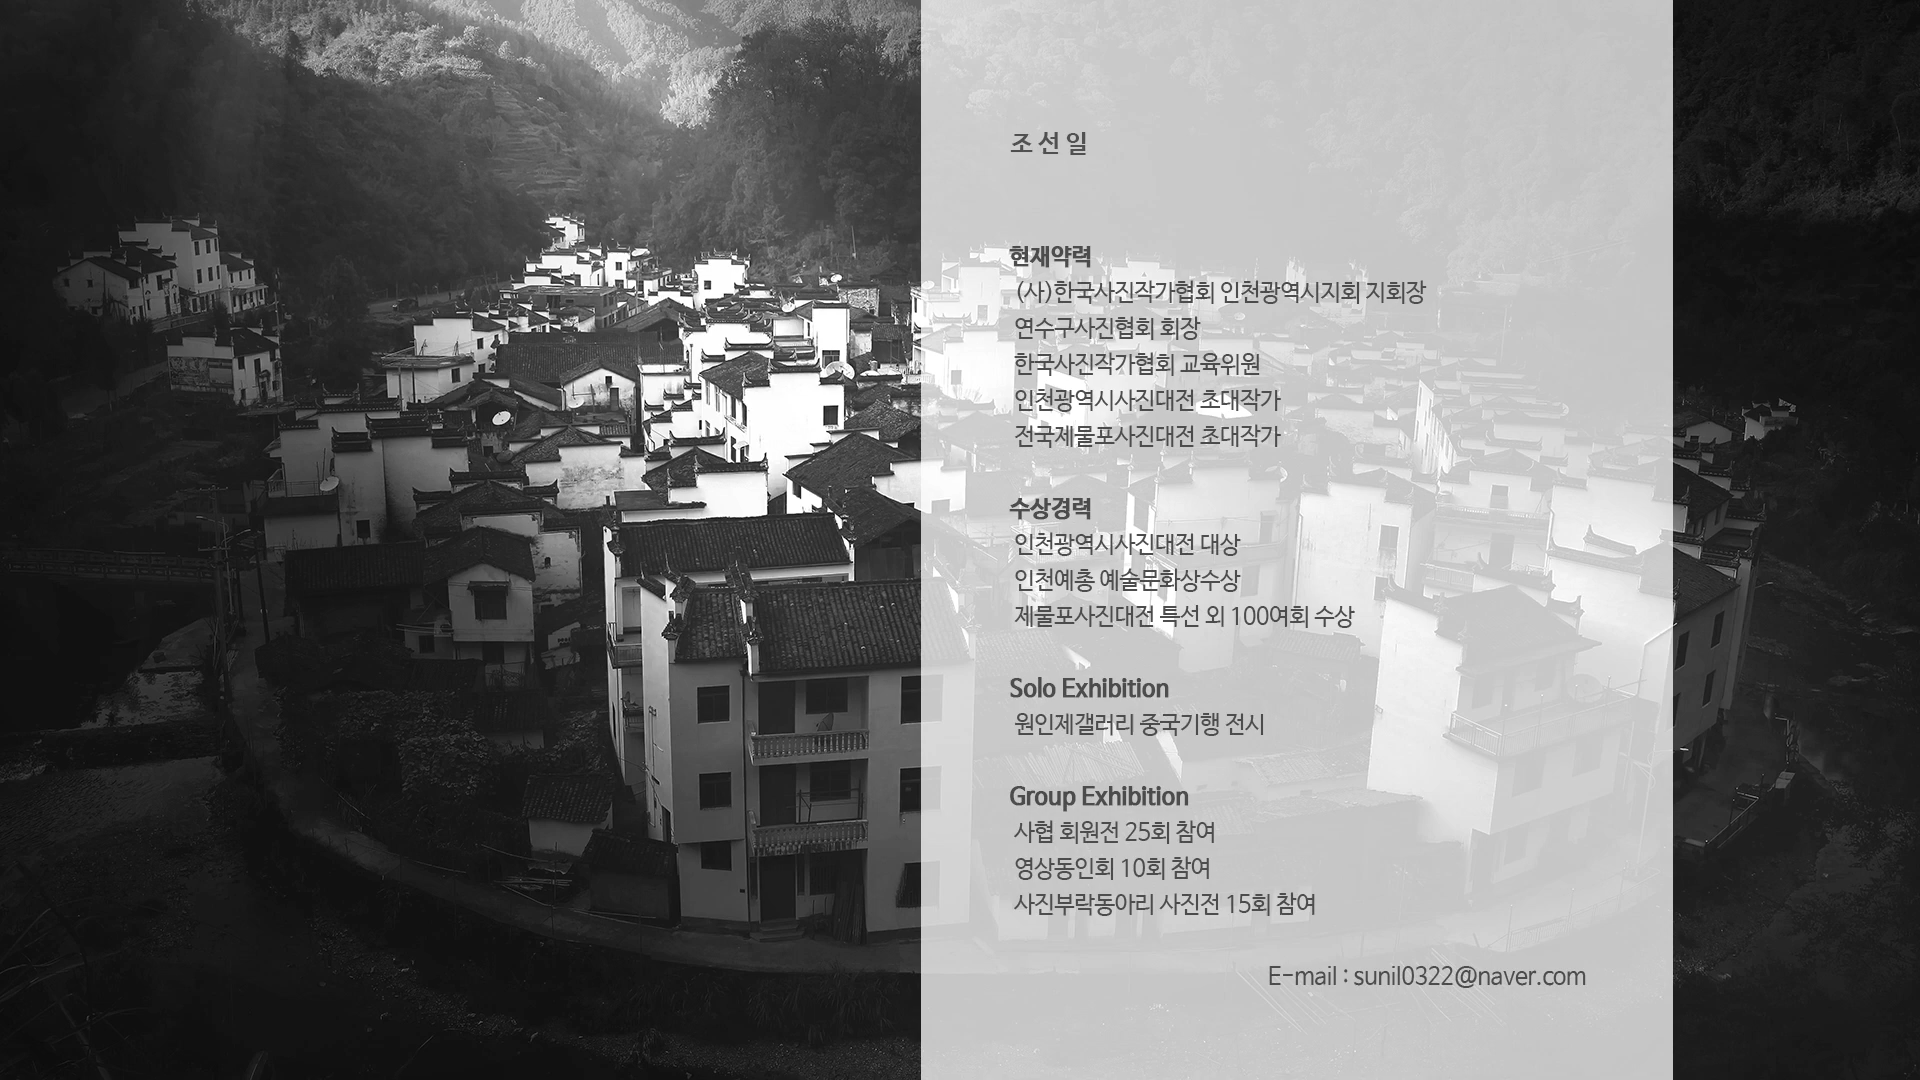 조선일
현재약력
(사)한국사진작가협회 인천광역시지회 지회장
연수구사진협회 회장
한국사진작가협회 교육위원
인천광역시사진대전 초대작가
전국제물포사진대전 초대작가
수상경력
인천광역시사진대전 대상
인천예총 예술문화상수상
제물포사진대전 특선 외 100여회 수상
Solo Exhibition
원인제갤러리 중국기행 전시
Group Exhibition
사협 회원전 25회 참여
영상동인회 10회 참여
사진부락동아리 사진전 15회 참여
E-mail : sunil0322@naver.com